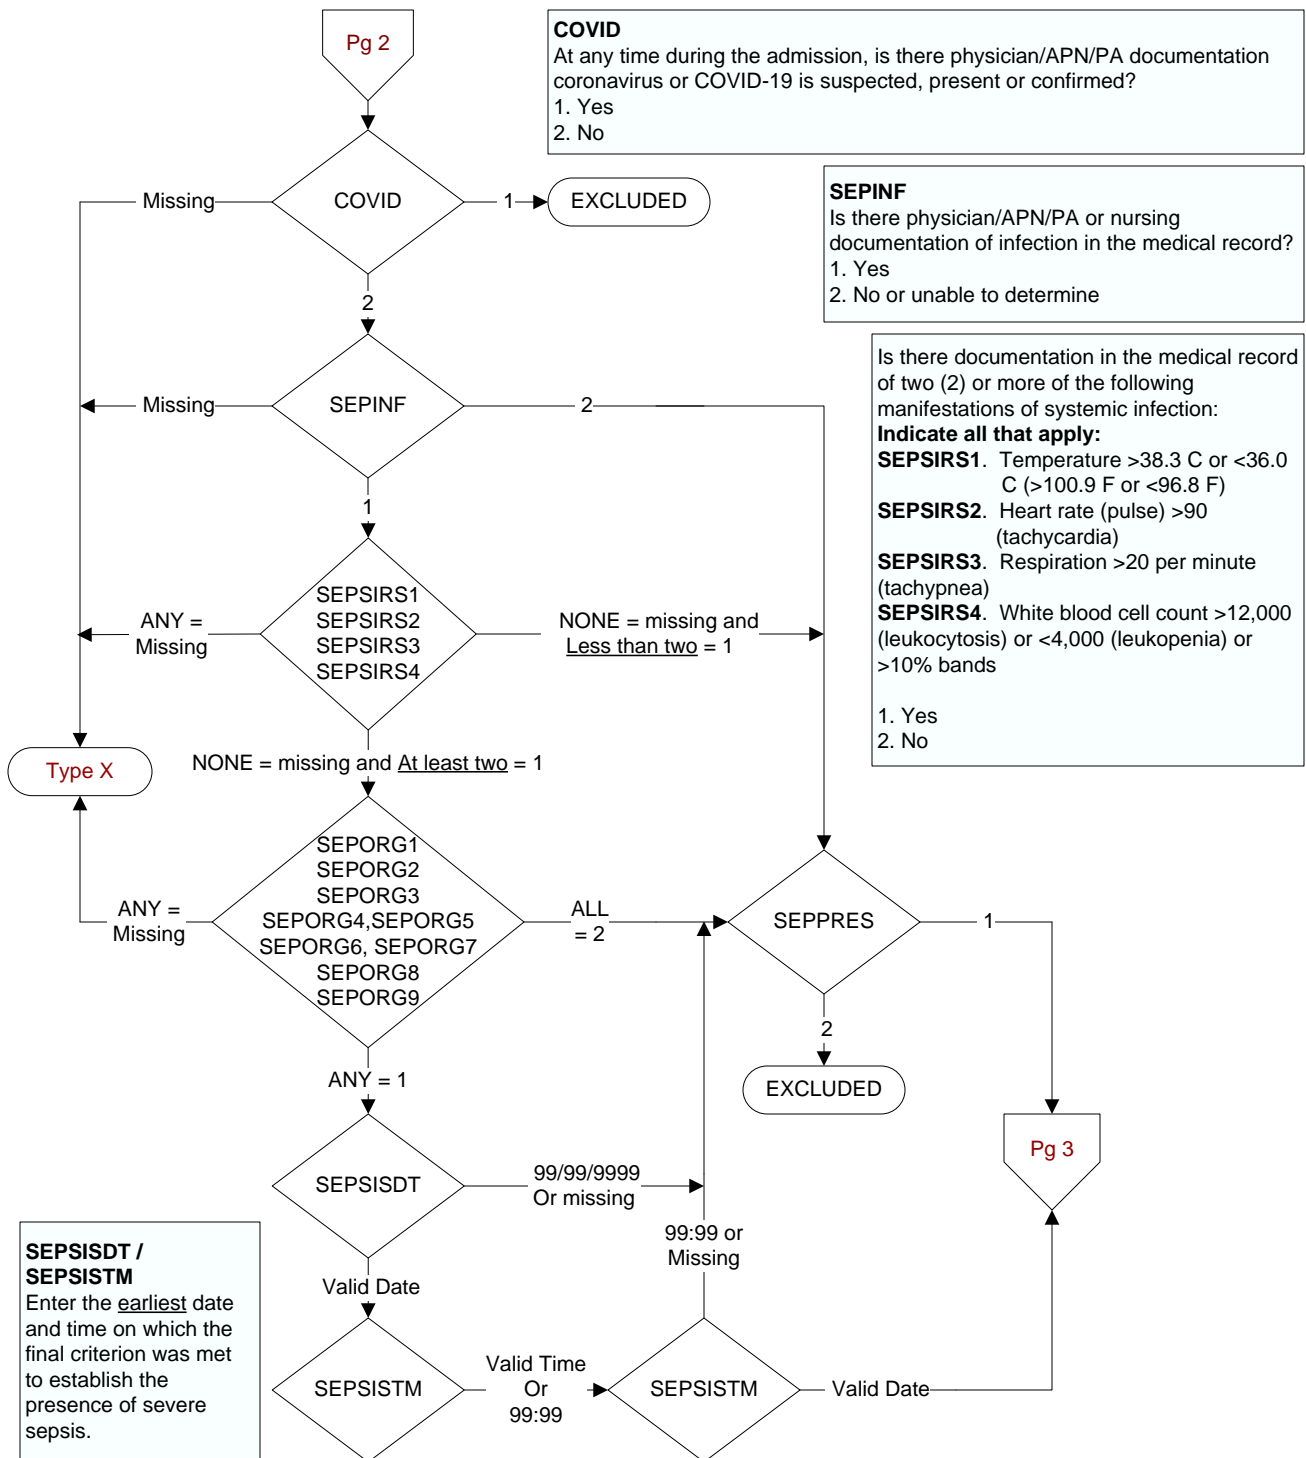 Pg 2
COVID
At any time during the admission, is there physician/APN/PA documentation
coronavirus or COVID-19 is suspected, present or confirmed?
1. Yes
2. No
Missing
COVID
1
EXCLUDED
SEPINF
Is there physician/APN/PA or nursing
documentation of infection in the medical record?
1. Yes
2. No or unable to determine
2
Missing
SEPINF
2
Is there documentation in the medical record
of two (2) or more of the following
manifestations of systemic infection:
Indicate all that apply:
SEPSIRS1. Temperature >38.3 C or <36.0
C (>100.9 F or <96.8 F)
SEPSIRS2. Heart rate (pulse) >90
(tachycardia)
SEPSIRS3. Respiration >20 per minute
(tachypnea)
SEPSIRS4. White blood cell count >12,000
(leukocytosis) or <4,000 (leukopenia) or
>10% bands
1. Yes
2. No
1
ANY =
Missing
SEPSIRS1
SEPSIRS2
SEPSIRS3
SEPSIRS4
NONE = missing and
Less than two = 1
Type X
NONE = missing and At least two = 1
ANY =
Missing
SEPORG1
SEPORG2
SEPORG3
SEPORG4,SEPORG5
SEPORG6, SEPORG7
SEPORG8
SEPORG9
ALL
= 2
SEPPRES
1
2
EXCLUDED
ANY = 1
Pg 3
SEPSISDT
99/99/9999
Or missing
99:99 or
Missing
SEPSISDT /
SEPSISTM
Enter the earliest date
and time on which the
final criterion was met
to establish the
presence of severe
sepsis.
Valid Date
SEPSISTM
Valid Time
Or
99:99
SEPSISTM
Valid Date